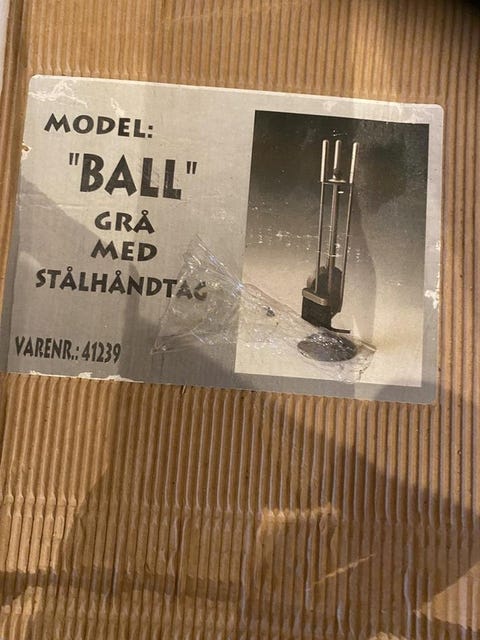 MODEL:
"BALL"
GRÅ
MED
STÅLHÅNDTAG
VARENR.: 41239